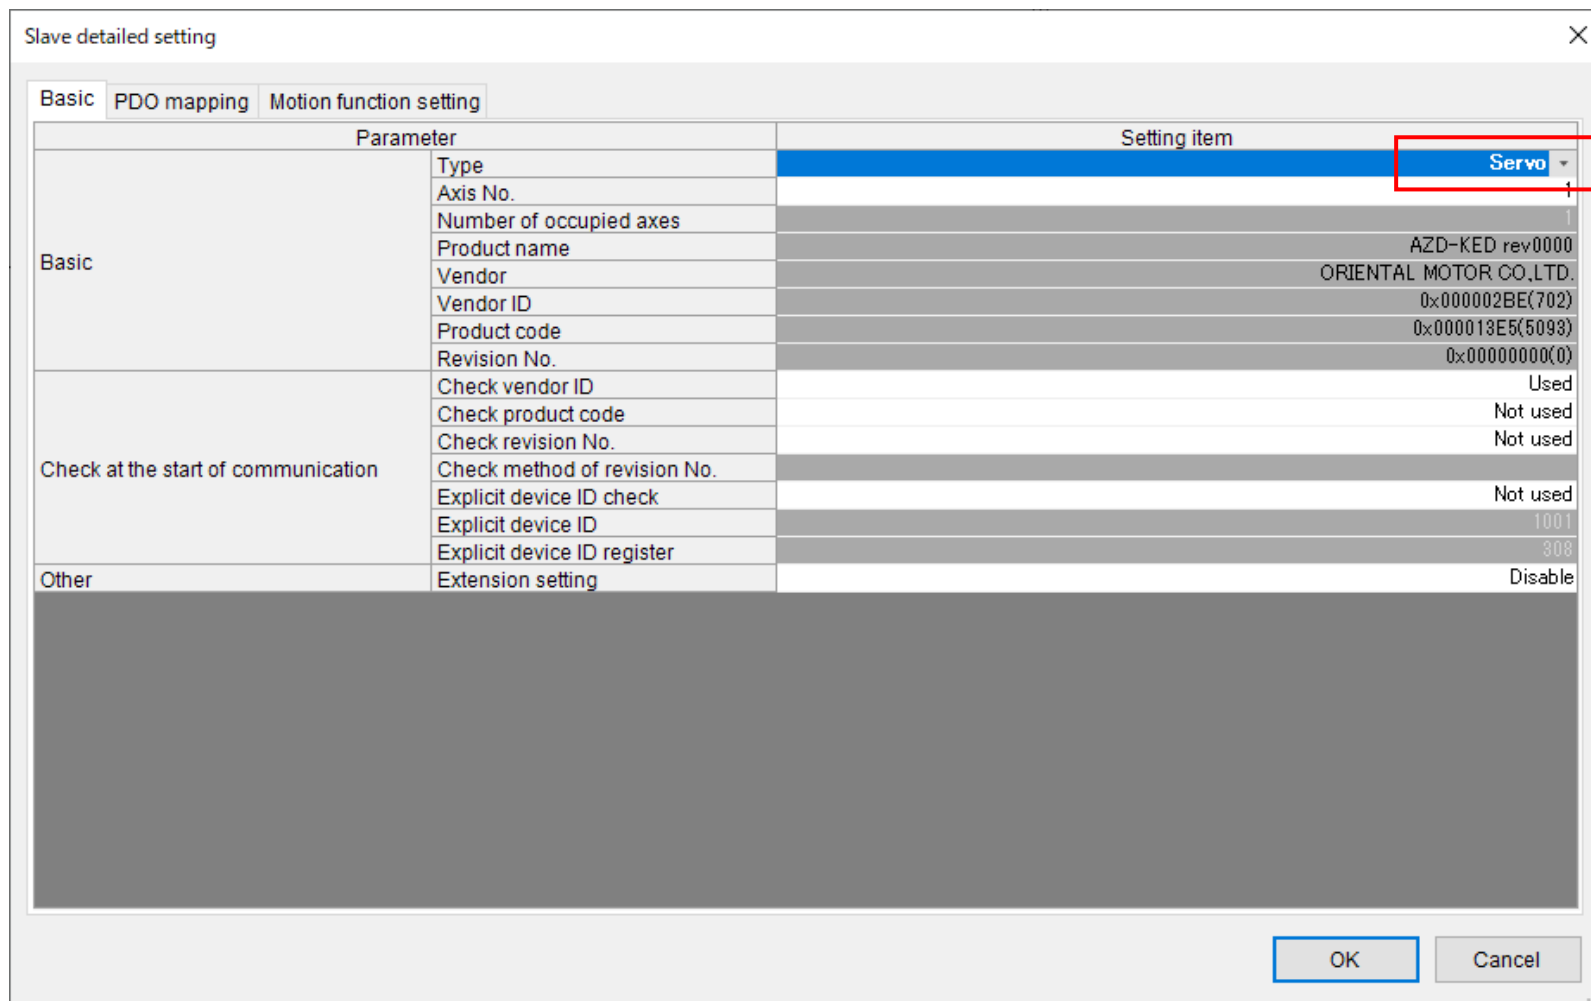 Slave detailed setting
Basic PDO mapping Motion function setting
Parameter Setting item
Basic
Type Servo
Axis No. 1
Number of occupied axes 1
Product name AZD-KED rev0000
Vendor ORIENTAL MOTOR CO,LTD.
Vendor ID 0x000002BE(702)
Product code 0x000013E5(5093)
Revision No. 0x00000000(0)
Check at the start of communication
Check vendor ID Used
Check product code Not used
Check revision No. Not used
Check method of revision No.
Explicit device ID check Not used
Explicit device ID 1001
Explicit device ID register 308
Other Extension setting Disable
OK Cancel